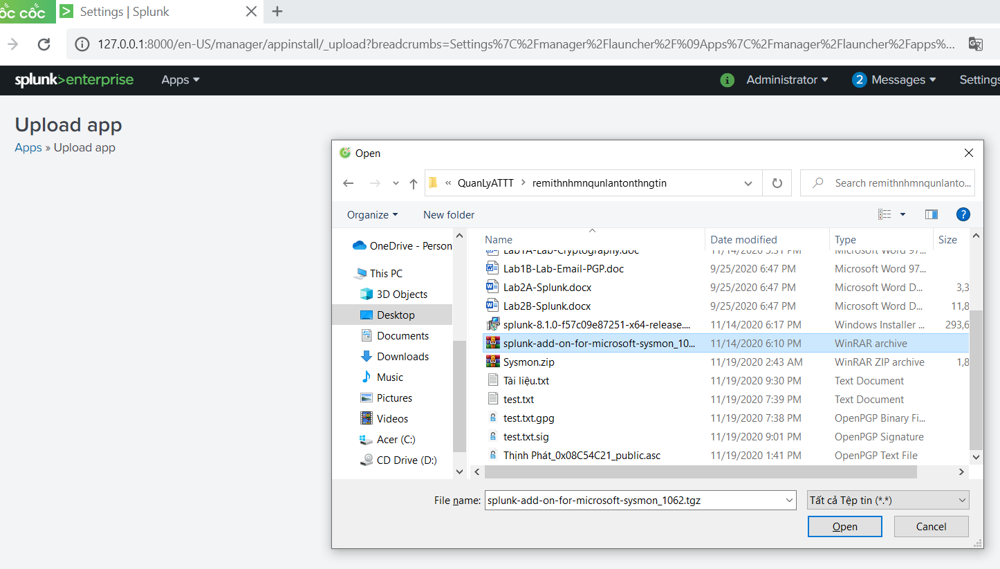 ốc cốc
Settings | Splunk
127.0.0.1:8000/en-US/manager/appinstall/_upload?breadcrumbs=Settings%7C%2Fmanager%2Flauncher%2F%09Apps%7C%2Fmanager%2Flauncher%2Fapps%...
splunk>enterprise Apps i Administrator 2 Messages Settings
Upload app
Apps » Upload app
Open
« QuanLyATTT > remithnhmnqunlantonthngtin Search remithnhmnqunlanto...
Organize New folder ?
Name Date modified Type Size
OneDrive - Person
This PC
3D Objects
Desktop
Documents
Downloads
Music
Pictures
Videos
Acer (C:)
CD Drive (D:)
Lab1A-Lab-Cryptography.doc 11/14/2020 5:51 PM Microsoft Word 97...
Lab1B-Lab-Email-PGP.doc 9/25/2020 6:47 PM Microsoft Word 97...
Lab2A-Splunk.docx 9/25/2020 6:47 PM Microsoft Word D... 3,3
Lab2B-Splunk.docx 9/25/2020 6:47 PM Microsoft Word D... 11,8
splunk-8.1.0-f57c09e87251-x64-release.... 11/14/2020 6:17 PM Windows Installer ... 293,6
splunk-add-on-for-microsoft-sysmon_10... 11/14/2020 6:10 PM WinRAR archive
Sysmon.zip 11/19/2020 2:43 AM WinRAR ZIP archive 1,8
Tài liệu.txt 11/19/2020 9:30 PM Text Document
test.txt 11/19/2020 7:39 PM Text Document
test.txt.gpg 11/19/2020 7:38 PM OpenPGP Binary Fi...
test.txt.sig 11/19/2020 9:01 PM OpenPGP Signature
Thịnh Phát_0x08C54C21_public.asc 11/19/2020 1:41 PM OpenPGP Text File
File name: splunk-add-on-for-microsoft-sysmon_1062.tgz Tất cả Tệp tin (*.*)
Open Cancel